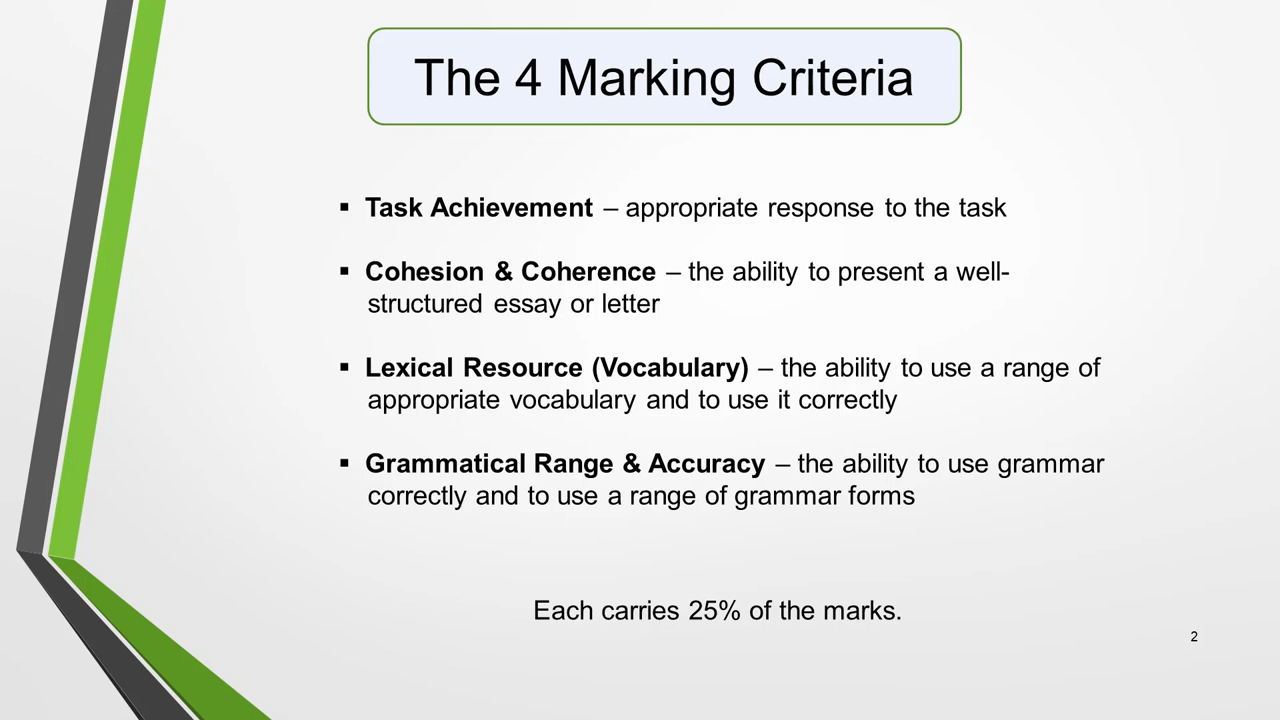 The 4 Marking Criteria
▪ Task Achievement – appropriate response to the task
▪ Cohesion & Coherence – the ability to present a well-
structured essay or letter
▪ Lexical Resource (Vocabulary) – the ability to use a range of
appropriate vocabulary and to use it correctly
▪ Grammatical Range & Accuracy – the ability to use grammar
correctly and to use a range of grammar forms
Each carries 25% of the marks.
2